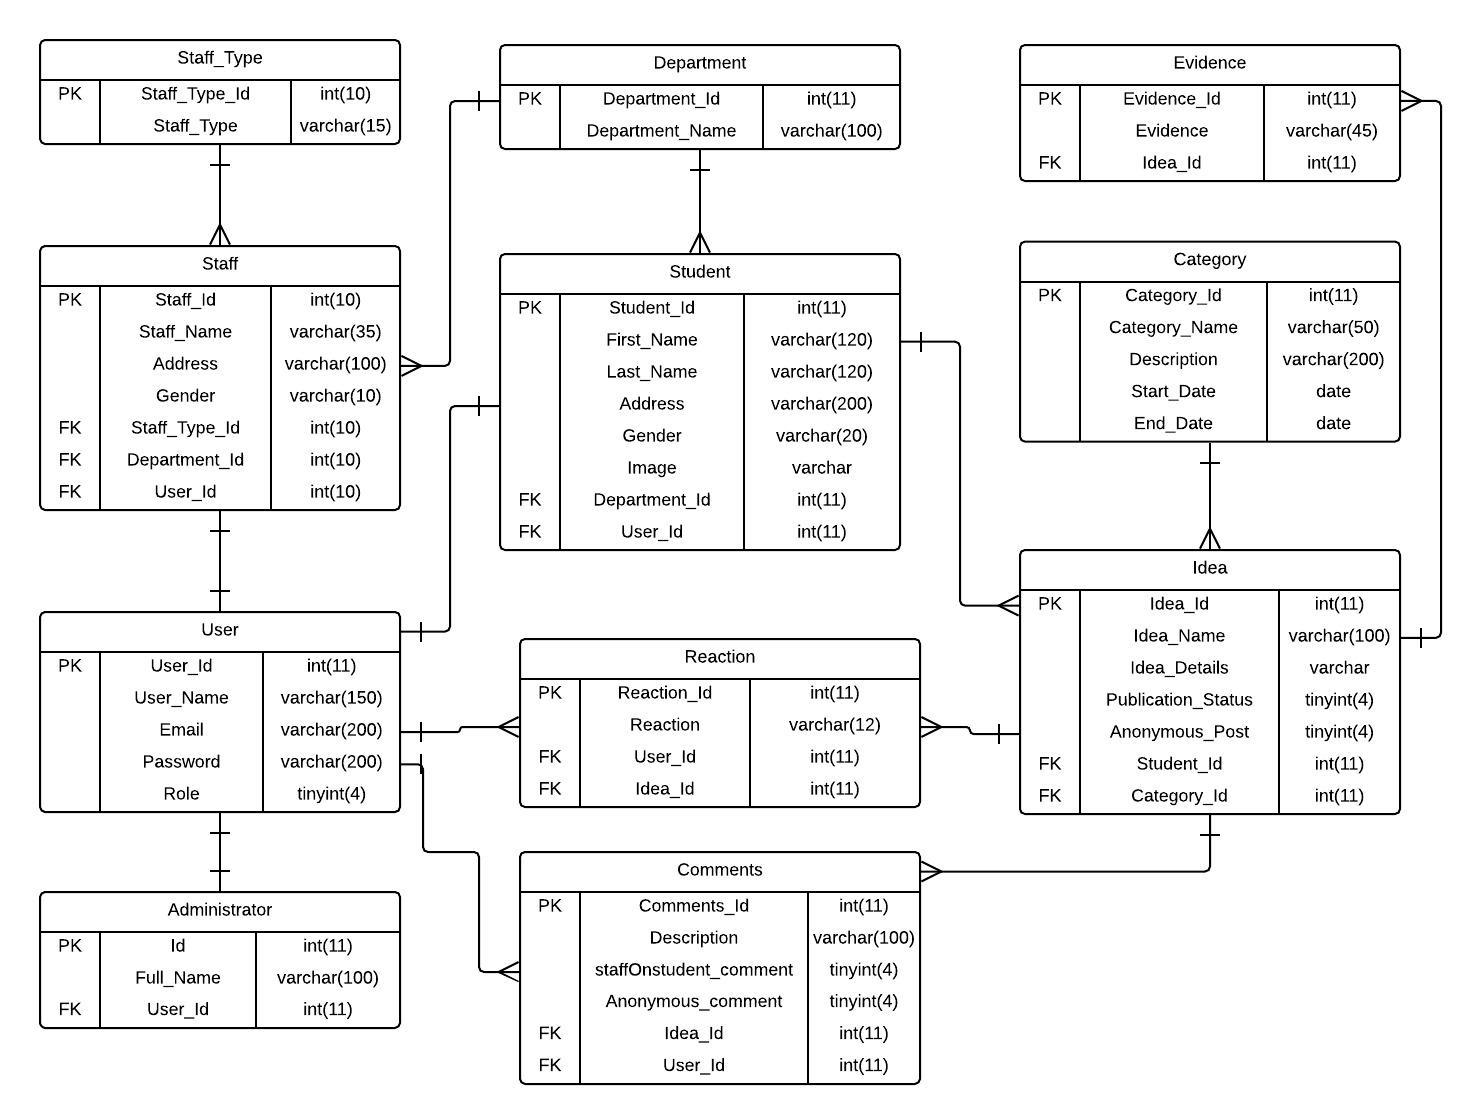 Staff_Type
PK Staff_Type_Id int(10)
Staff_Type varchar(15)
Department
PK Department_Id int(11)
Department_Name varchar(100)
Evidence
PK Evidence_Id int(11)
Evidence varchar(45)
FK Idea_Id int(11)
Staff
PK Staff_Id int(10)
Staff_Name varchar(35)
Address varchar(100)
Gender varchar(10)
FK Staff_Type_Id int(10)
FK Department_Id int(10)
FK User_Id int(10)
Student
PK Student_Id int(11)
First_Name varchar(120)
Last_Name varchar(120)
Address varchar(200)
Gender varchar(20)
Image varchar
FK Department_Id int(11)
FK User_Id int(11)
Category
PK Category_Id int(11)
Category_Name varchar(50)
Description varchar(200)
Start_Date date
End_Date date
User
PK User_Id int(11)
User_Name varchar(150)
Email varchar(200)
Password varchar(200)
Role tinyint(4)
Reaction
PK Reaction_Id int(11)
Reaction varchar(12)
FK User_Id int(11)
FK Idea_Id int(11)
Idea
PK Idea_Id int(11)
Idea_Name varchar(100)
Idea_Details varchar
Publication_Status tinyint(4)
Anonymous_Post tinyint(4)
FK Student_Id int(11)
FK Category_Id int(11)
Administrator
PK Id int(11)
Full_Name varchar(100)
FK User_Id int(11)
Comments
PK Comments_Id int(11)
Description varchar(100)
staffOnstudent_comment tinyint(4)
Anonymous_comment tinyint(4)
FK Idea_Id int(11)
FK User_Id int(11)